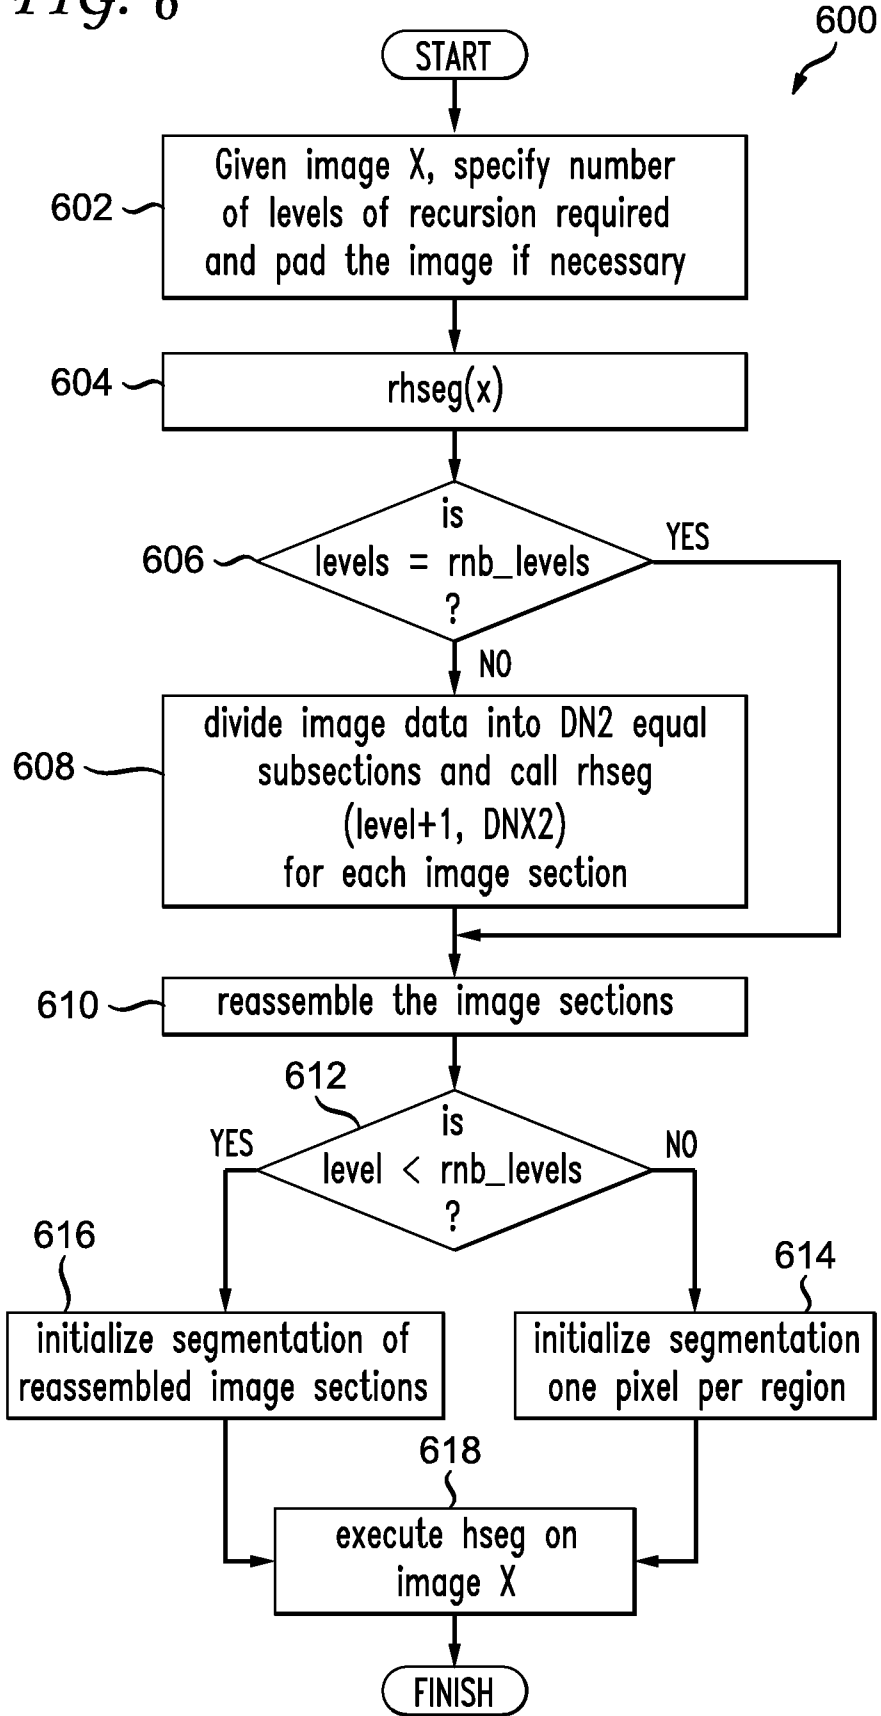 FIG. 6
600
START
602
Given image X, specify number
of levels of recursion required
and pad the image if necessary
604
rhseg(x)
606
is
levels = rnb_levels
?
YES
NO
608
divide image data into DN2 equal
subsections and call rhseg
(level+1, DNX2)
for each image section
610
reassemble the image sections
612
is
level < rnb_levels
?
YES
NO
616
614
initialize segmentation of
reassembled image sections
initialize segmentation
one pixel per region
618
execute hseg on
image X
FINISH